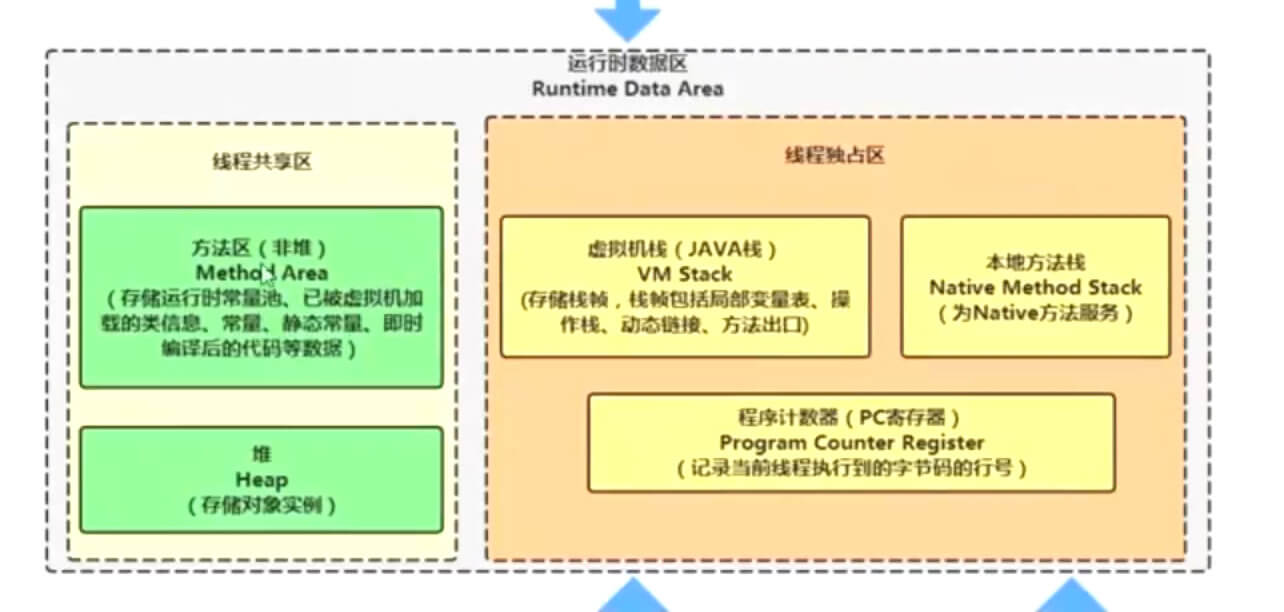 运行时数据区
Runtime Data Area
线程共享区
方法区（非堆）
Method Area
（存储运行时常量池、已被虚拟机加
载的类信息、常量、静态常量、即时
编译后的代码等数据）
堆
Heap
（存储对象实例）
线程独占区
虚拟机栈（JAVA栈）
VM Stack
(存储栈帧，栈帧包括局部变量表、操
作栈、动态链接、方法出口)
本地方法栈
Native Method Stack
（为Native方法服务）
程序计数器（PC寄存器）
Program Counter Register
（记录当前线程执行到的字节码的行号）